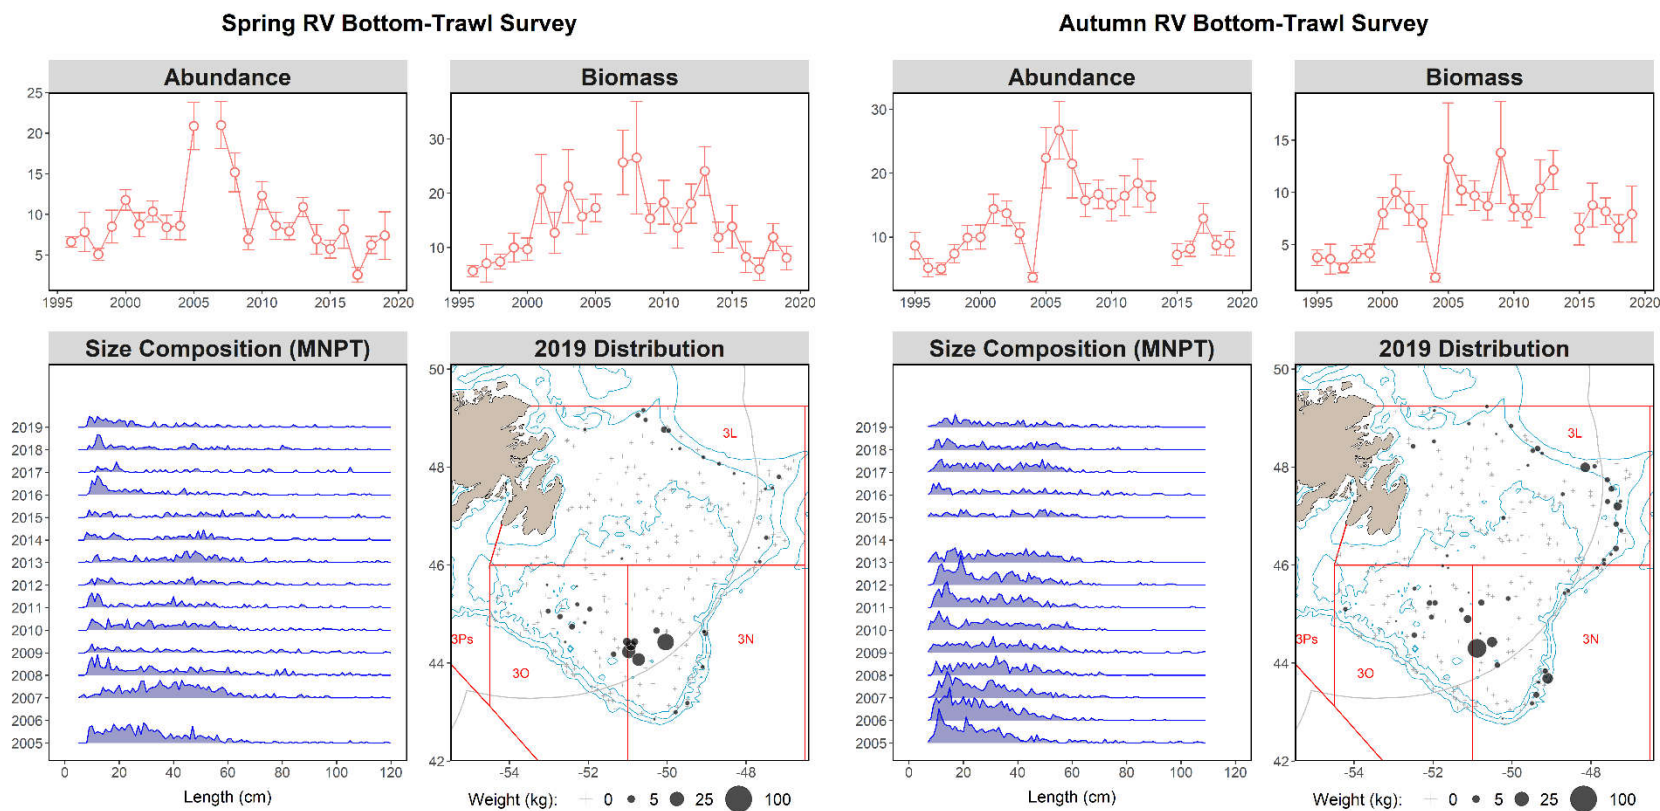 Spring RV Bottom-Trawl Survey
Autumn RV Bottom-Trawl Survey
Abundance
Biomass
Abundance
Biomass
25
20
15
10
5
1995 2000 2005 2010 2015 2020
30
20
10
1995 2000 2005 2010 2015 2020
30
20
10
1995 2000 2005 2010 2015 2020
15
10
5
1995 2000 2005 2010 2015 2020
Size Composition (MNPT)
2019 Distribution
Size Composition (MNPT)
2019 Distribution
2019
2018
2017
2016
2015
2014
2013
2012
2011
2010
2009
2008
2007
2006
2005
0 20 40 60 80 100 120
Length (cm)
50
48
46
44
42
3L
3Ps
3O
3N
-54 -52 -50 -48
Weight (kg): 0 5 25 100
2019
2018
2017
2016
2015
2014
2013
2012
2011
2010
2009
2008
2007
2006
2005
0 20 40 60 80 100 120
Length (cm)
50
48
46
44
42
3L
3Ps
3O
3N
-54 -52 -50 -48
Weight (kg): 0 5 25 100